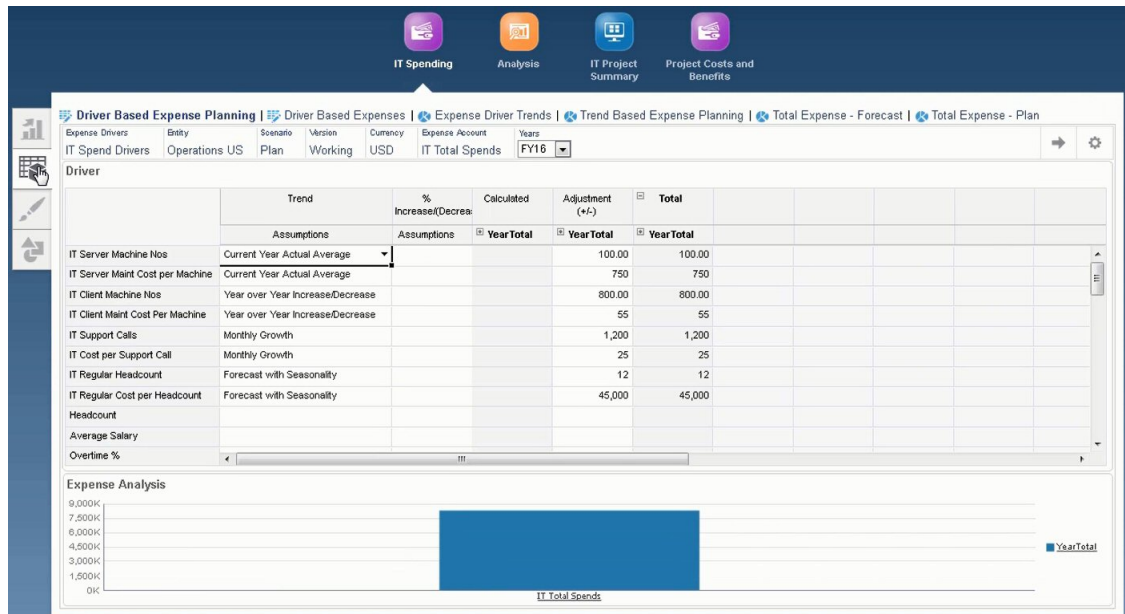 IT Spending
Analysis
IT Project
Summary
Project Costs and
Benefits
Driver Based Expense Planning | Driver Based Expenses | Expense Driver Trends | Trend Based Expense Planning | Total Expense - Forecast | Total Expense - Plan
Expense Drivers Entity Scenario Version Currency Expense Account Years
IT Spend Drivers Operations US Plan Working USD IT Total Spends FY16
Driver
Trend % Increase/(Decrea: Calculated Adjustment (+/-) Total
Assumptions Assumptions YearTotal YearTotal YearTotal
IT Server Machine Nos Current Year Actual Average 100.00 100.00
IT Server Maint Cost per Machine Current Year Actual Average 750 750
IT Client Machine Nos Year over Year Increase/Decrease 800.00 800.00
IT Client Maint Cost Per Machine Year over Year Increase/Decrease 55 55
IT Support Calls Monthly Growth 1,200 1,200
IT Cost per Support Call Monthly Growth 25 25
IT Regular Headcount Forecast with Seasonality 12 12
IT Regular Cost per Headcount Forecast with Seasonality 45,000 45,000
Headcount
Average Salary
Overtime %
Expense Analysis
9,000K
7,500K
6,000K
4,500K
3,000K
1,500K
0K
YearTotal
IT Total Spends